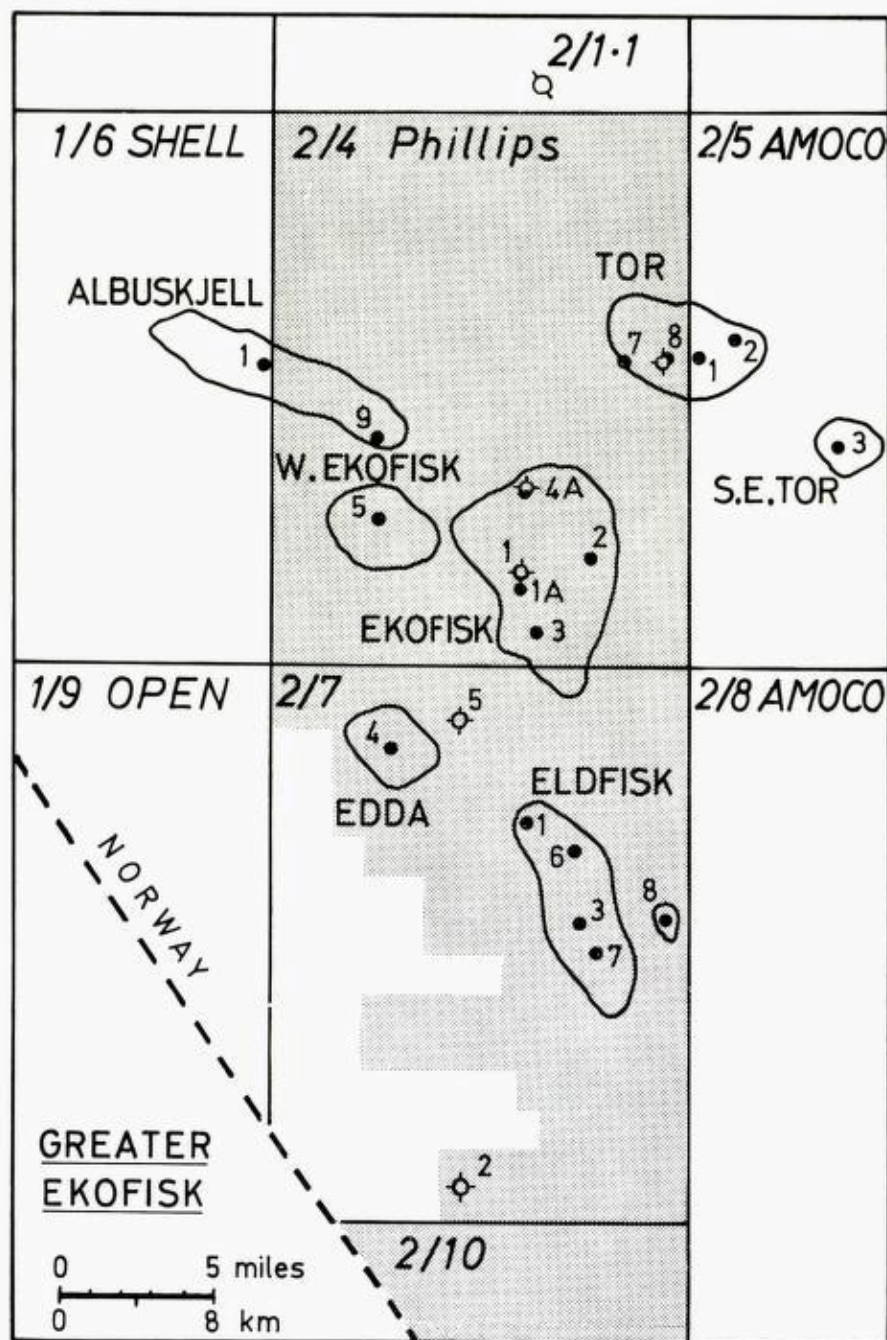 2/1·1
1/6 SHELL
2/4 Phillips
2/5 AMOCO
TOR
ALBUSKJELL
1
7
8
1
2
9
W. EKOFISK
5
4A
3
S.E. TOR
1
2
1A
EKOFISK
3
1/9 OPEN
2/7
2/8 AMOCO
5
4
EDDA
ELDFISK
1
6
8
3
7
NORWAY
GREATER
EKOFISK
2
2/10
0 5 miles
0 8 km